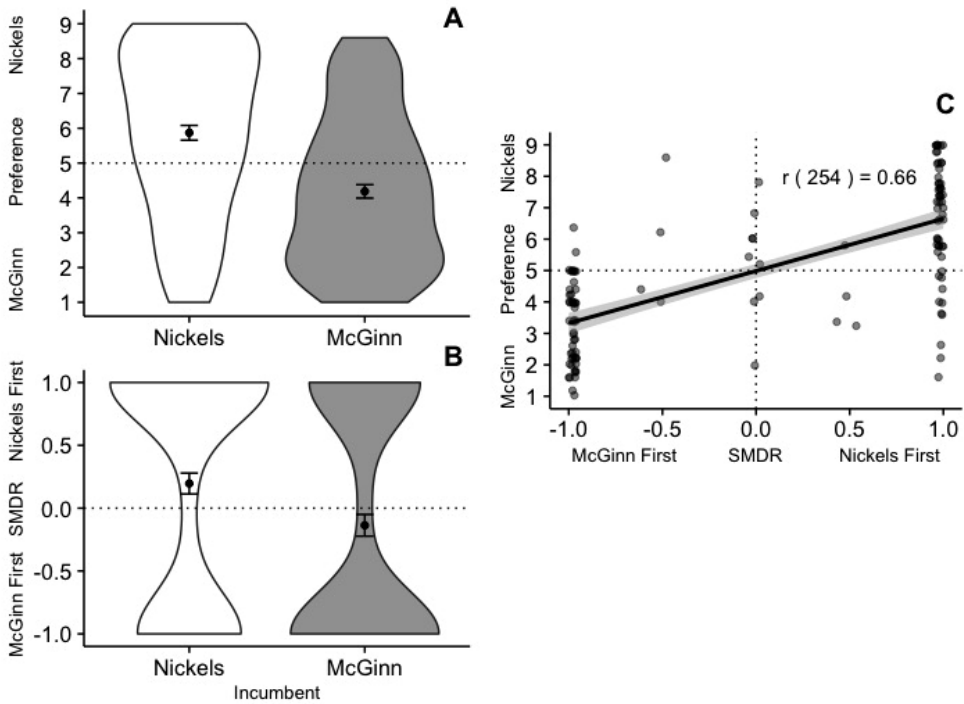 A
9
8
7
6
5
4
3
2
1
McGinn Preference Nickels
Nickels McGinn
B
1.0
0.5
0.0
-0.5
-1.0
McGinn First SMDR Nickels First
Nickels McGinn
Incumbent
C
r ( 254 ) = 0.66
9
8
7
6
5
4
3
2
1
McGinn Preference Nickels
-1.0 -0.5 0.0 0.5 1.0
McGinn First SMDR Nickels First